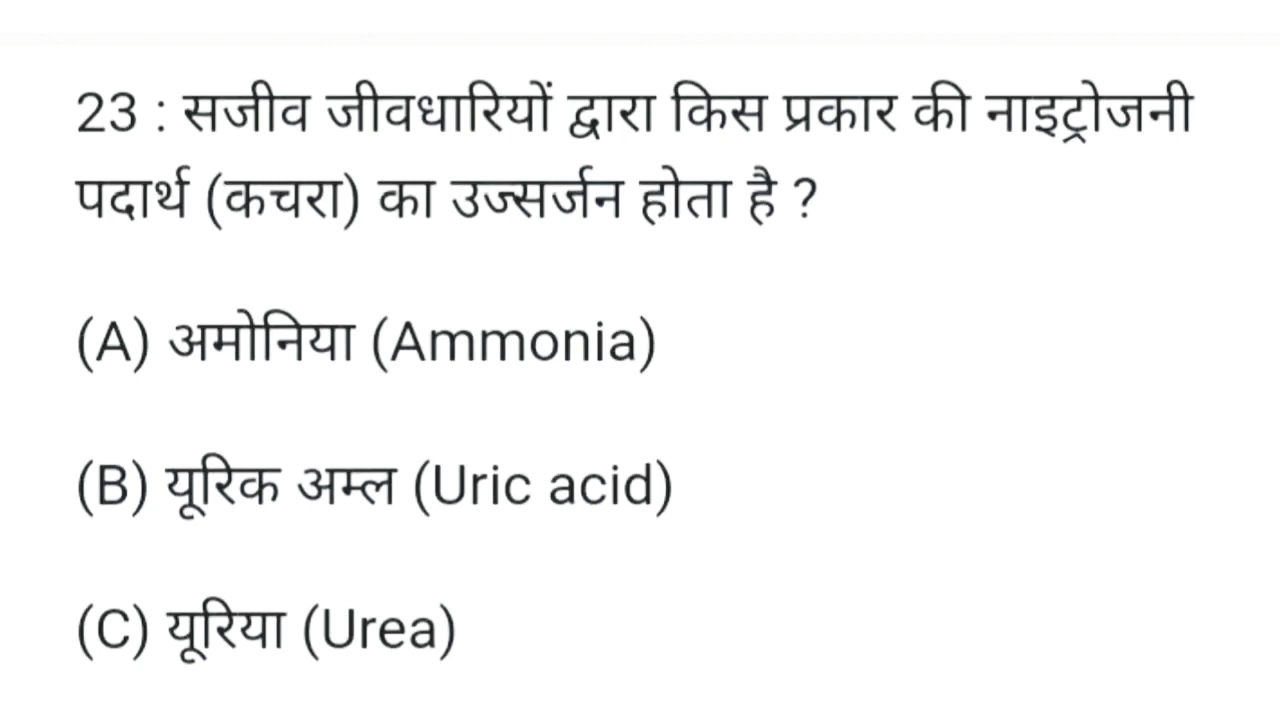 23 : सजीव जीवधारियों द्वारा किस प्रकार की नाइट्रोजनी
पदार्थ (कचरा) का उज्सर्जन होता है ?
(A) अमोनिया (Ammonia)
(B) यूरिक अम्ल (Uric acid)
(C) यूरिया (Urea)